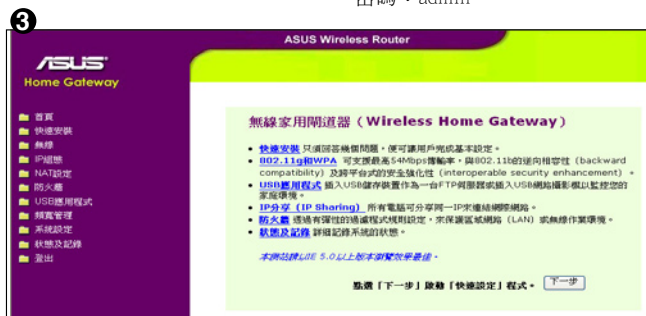 密碼：admin
3
ASUS Wireless Router
ASUS
Home Gateway
首頁
快速安裝
無線
IP組態
NAT設定
防火牆
USB應用程式
頻寬管理
系統設定
狀態及記錄
登出
無線家用閘道器（Wireless Home Gateway）
快速安裝 只須回答幾個問題，便可讓用戶完成基本設定。
802.11g和WPA 可支援最高54Mbps傳輸率，與802.11b的逆向相容性（backward
compatibility）及跨平台式的安全強化性（interoperable security enhancement）。
USB應用程式 插入USB儲存裝置作為一台FTP伺服器或插入USB網路攝影機以監控您的
家庭環境。
IP分享（IP Sharing） 所有電腦可分享同一IP來連結網際網路。
防火牆 透過有彈性的過濾程式規則設定，來保護區域網路（LAN）或無線作業環境。
狀態及記錄 詳細記錄系統的狀態。
本網站據以IE 5.0以上版本瀏覽效果最佳。
點選「下一步」啟動「快速設定」程式。 下一步